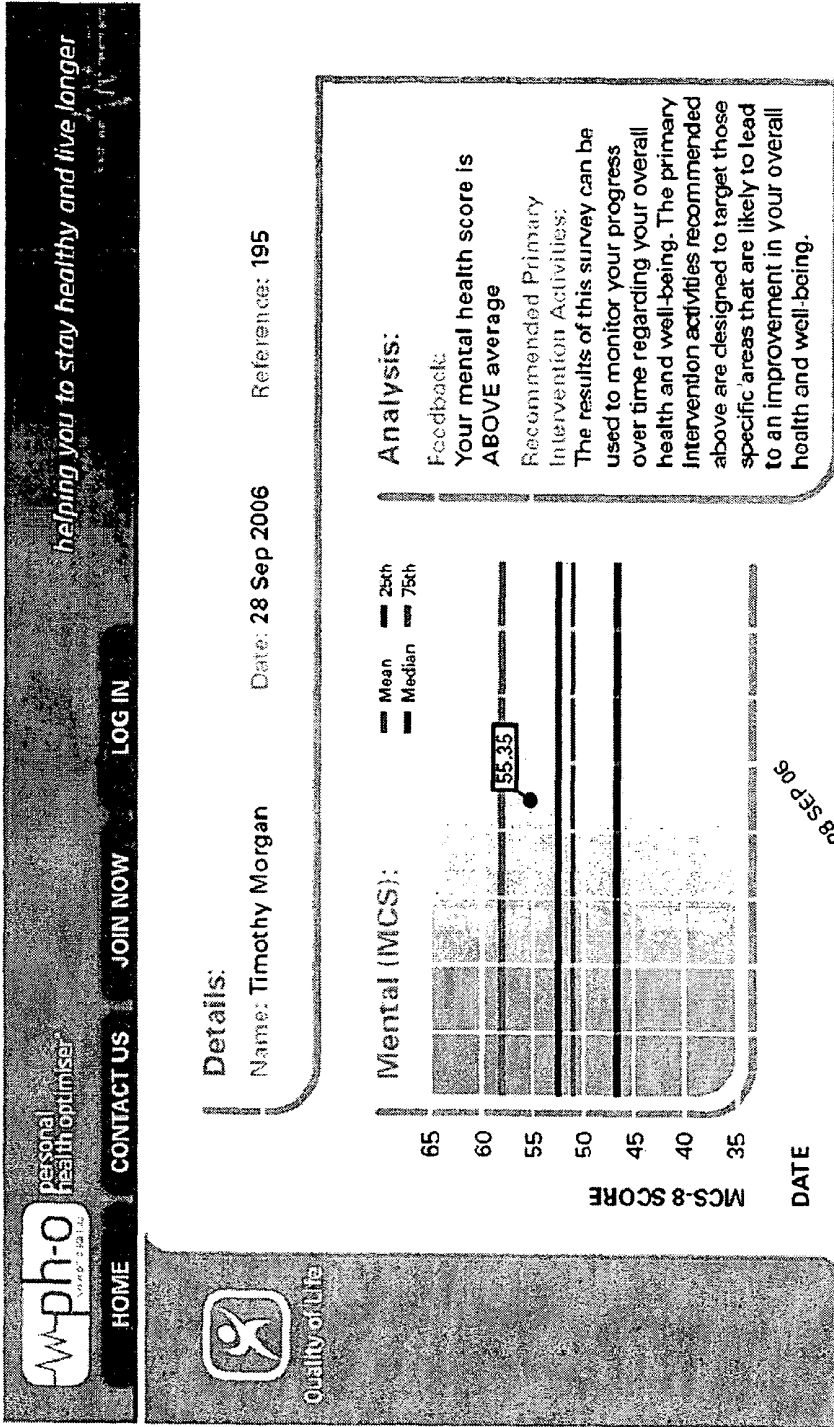 ph-o
personal
health optimiser
helping you to stay healthy and live longer
HOME
CONTACT US
JOIN NOW
LOG IN
Quality of Life
Details:
Name: Timothy Morgan
Date: 28 Sep 2006
Reference: 195
Mental (MCS):
Mean
25th
Median
75th
MCS-8 SCORE
65
60
55
50
45
40
35
55.35
DATE
28 SEP 06
Analysis:
Feedback:
Your mental health score is
ABOVE average
Recommended Primary
Intervention Activities:
The results of this survey can be
used to monitor your progress
over time regarding your overall
health and well-being. The primary
intervention activities recommended
above are designed to target those
specific areas that are likely to lead
to an improvement in your overall
health and well-being.